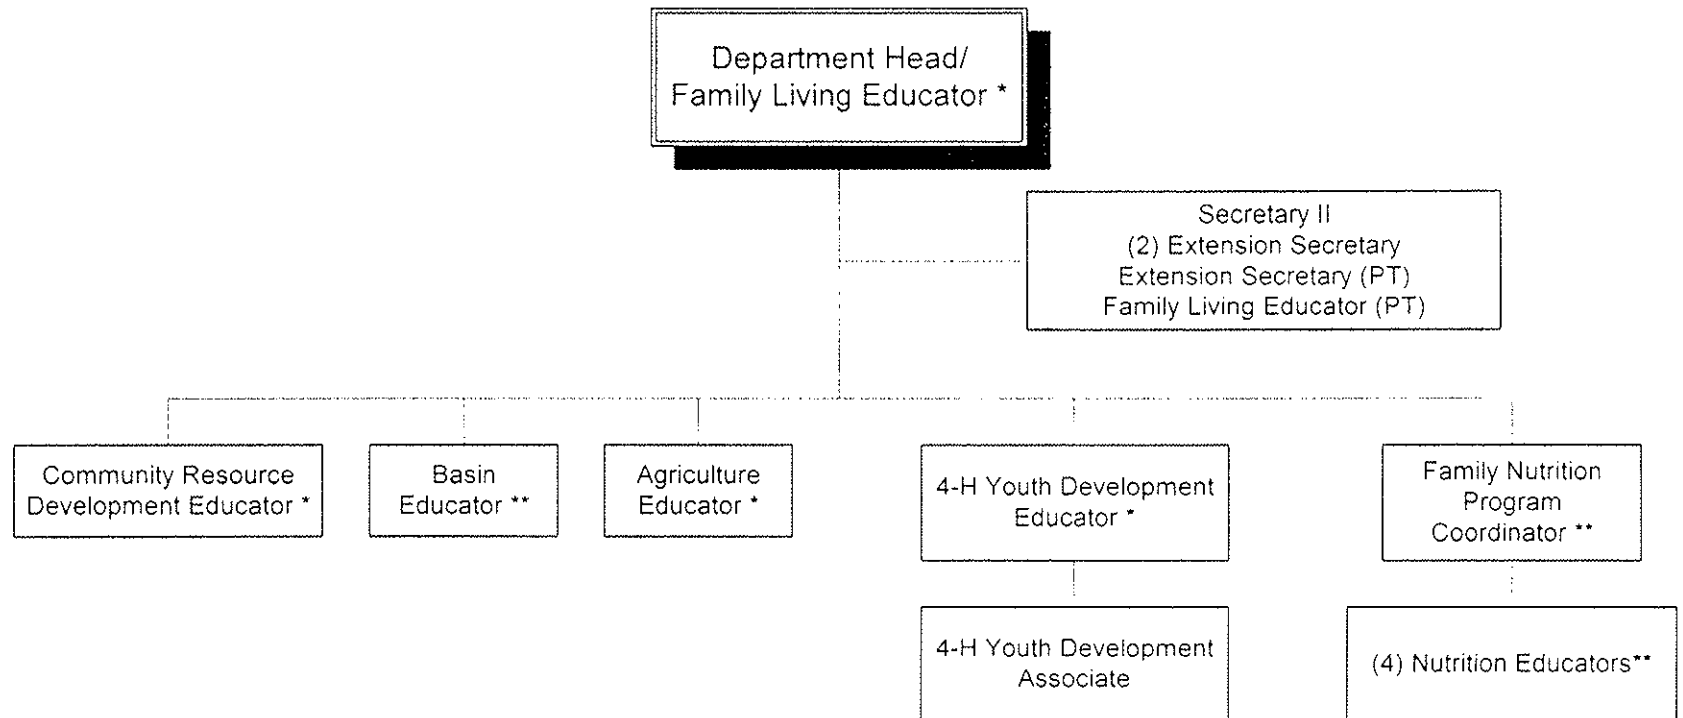 Department Head/
Family Living Educator *
Secretary II
(2) Extension Secretary
Extension Secretary (PT)
Family Living Educator (PT)
Community Resource
Development Educator *
Basin
Educator **
Agriculture
Educator *
4-H Youth Development
Educator *
Family Nutrition
Program
Coordinator **
4-H Youth Development
Associate
(4) Nutrition Educators**